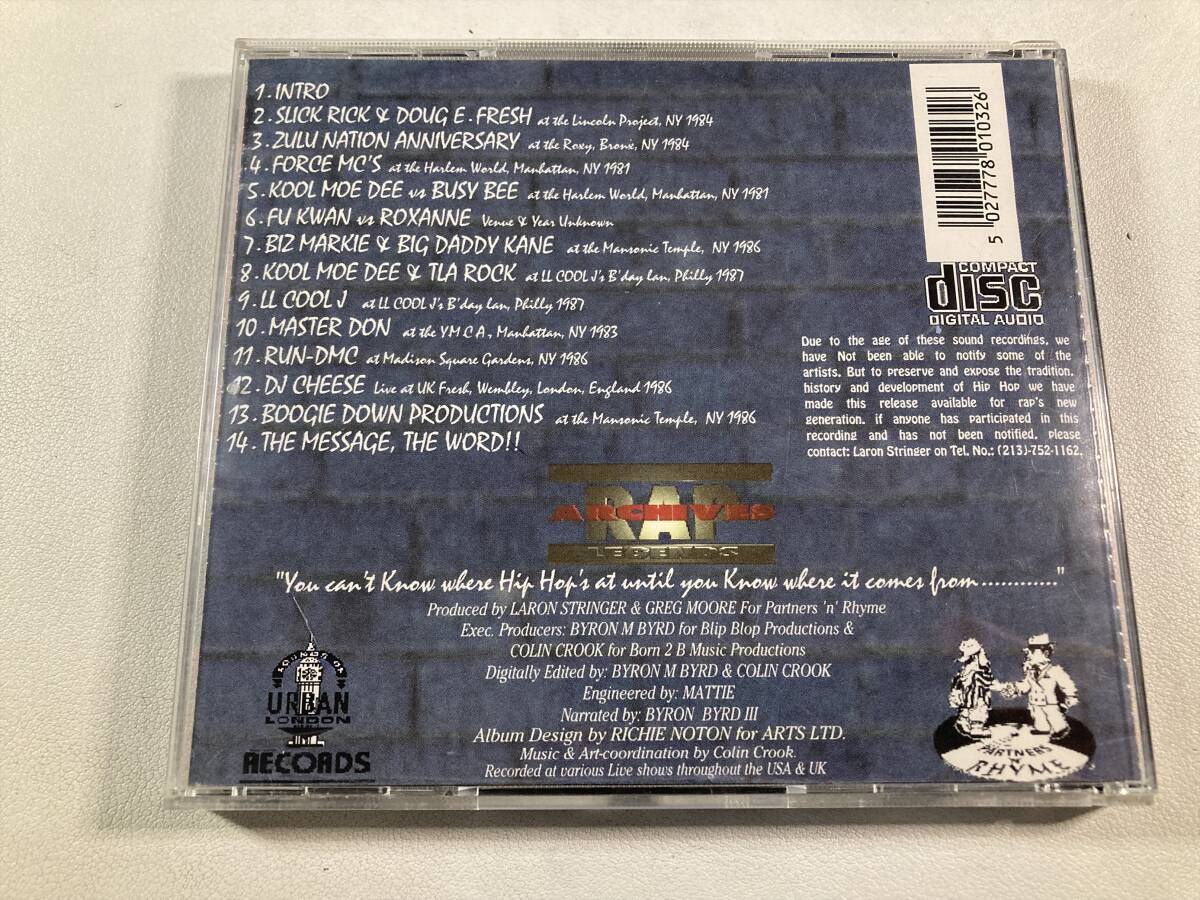 1. INTRO
2. SLICK RICK & DOUG E. FRESH at the Lincoln Project, NY 1984
3. ZULU NATION ANNIVERSARY at the Roxy, Bronx, NY 1984
4. FORCE MC'S at the Harlem World, Manhattan, NY 1981
5. KOOL MOE DEE vs BUSY BEE at the Harlem World, Manhattan, NY 1981
6. FU KWAN vs ROXANNE Venue & Year Unknown
7. BIZ MARKIE & BIG DADDY KANE at the Mansonic Temple, NY 1986
8. KOOL MOE DEE & TLA ROCK at LL COOL J's B'day Jan, Philly 1987
9. LL COOL J at LL COOL J's B'day Jan, Philly 1987
10. MASTER DON at the Y.M.C.A., Manhattan, NY 1983
11. RUN-DMC at Madison Square Gardens, NY 1986
12. DJ CHEESE Live at UK Fresh, Wembley, London, England 1986
13. BOOGIE DOWN PRODUCTIONS at the Mansonic Temple, NY 1986
14. THE MESSAGE, THE WORD!!
5 027778 010326
COMPACT
disc
DIGITAL AUDIO
Due to the age of these sound recordings, we
have Not been able to notify some of the
artists. But to preserve and expose the tradition,
history and development of Hip Hop we have
made this release available for rap's new
generation. if anyone has participated in this
recording and has not been notified, please
contact: Laron Stringer on Tel. No.: (213)-752-1162.
RAP
ARCHIVES
LEGENDS
"You can't Know where Hip Hop's at until you Know where it comes from............"
Produced by LARON STRINGER & GREG MOORE For Partners 'n' Rhyme
Exec. Producers: BYRON M BYRD for Blip Blop Productions &
COLIN CROOK for Born 2 B Music Productions
Digitally Edited by: BYRON M BYRD & COLIN CROOK
Engineered by: MATTIE
Narrated by: BYRON BYRD III
Album Design by RICHIE NOTON for ARTS LTD.
Music & Art-coordination by Colin Crook.
Recorded at various Live shows throughout the USA & UK
SOUNDS OF
URBAN
LONDON
RECORDS
PARTNERS
'N'
RHYME